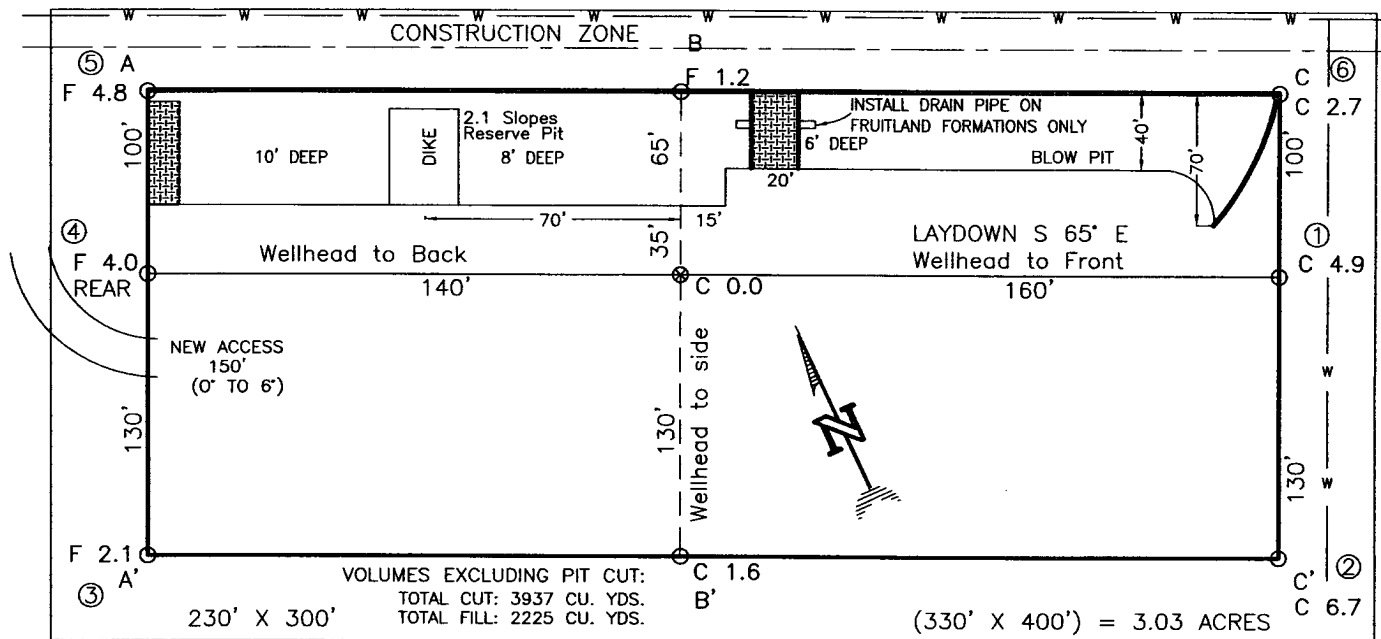 W W W W W W W W W W W W
CONSTRUCTION ZONE
B
⑤ A
C ⑥
F 4.8
F 1.2
C 2.7
100'
10' DEEP
DIKE
2.1 Slopes
Reserve Pit
8' DEEP
65'
INSTALL DRAIN PIPE ON
FRUITLAND FORMATIONS ONLY
6' DEEP
BLOW PIT
40'
70'
100'
20'
70'
15'
④
F 4.0
REAR
Wellhead to Back
140'
35'
C 0.0
LAYDOWN S 65° E
Wellhead to Front
160'
①
C 4.9
NEW ACCESS
150'
(0° TO 6°)
130'
130'
Wellhead to side
N
W
130'
W
F 2.1
A'
③
C 1.6
B'
②
C'
C 6.7
VOLUMES EXCLUDING PIT CUT:
TOTAL CUT: 3937 CU. YDS.
TOTAL FILL: 2225 CU. YDS.
230' X 300'
(330' X 400') = 3.03 ACRES